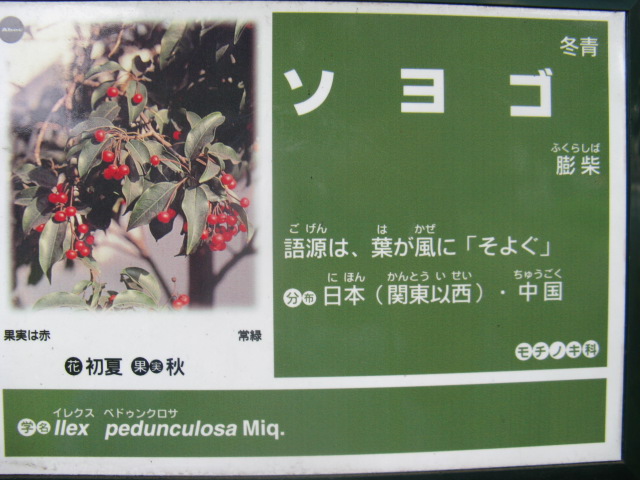 冬青
ソヨゴ
ふくらしば
膨柴
ごげん は かぜ
語源は、葉が風に「そよぐ」
にほん かんとういせい ちゅうごく
分布 日本（関東以西）・中国
モチノキ科
果実は赤 常緑
花 初夏 果実 秋
イレクス ペドゥンクロサ
学名 Ilex pedunculosa Miq.